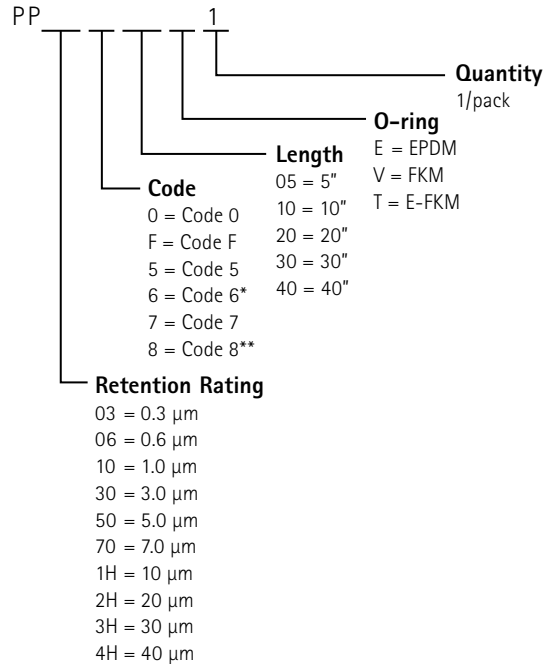 PP 1
Quantity
1/pack
O-ring
E = EPDM
V = FKM
T = E-FKM
Length
05 = 5"
10 = 10"
20 = 20"
30 = 30"
40 = 40"
Code
0 = Code 0
F = Code F
5 = Code 5
6 = Code 6*
7 = Code 7
8 = Code 8**
Retention Rating
03 = 0.3 µm
06 = 0.6 µm
10 = 1.0 µm
30 = 3.0 µm
50 = 5.0 µm
70 = 7.0 µm
1H = 10 µm
2H = 20 µm
3H = 30 µm
4H = 40 µm